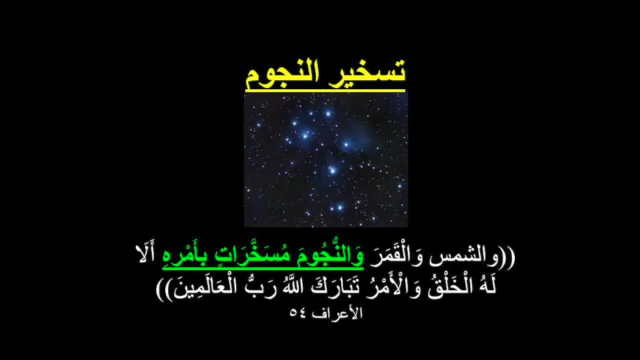 تسخير النجوم
((والشمس وَالْقَمَرَ وَالنُّجُومَ مُسَخَّرَاتٍ بِأَمْرِهِ أَلَا
لَهُ الْخَلْقُ وَالْأَمْرُ تَبَارَكَ اللَّهُ رَبُّ الْعَالَمِينَ))
الأعراف ٥٤